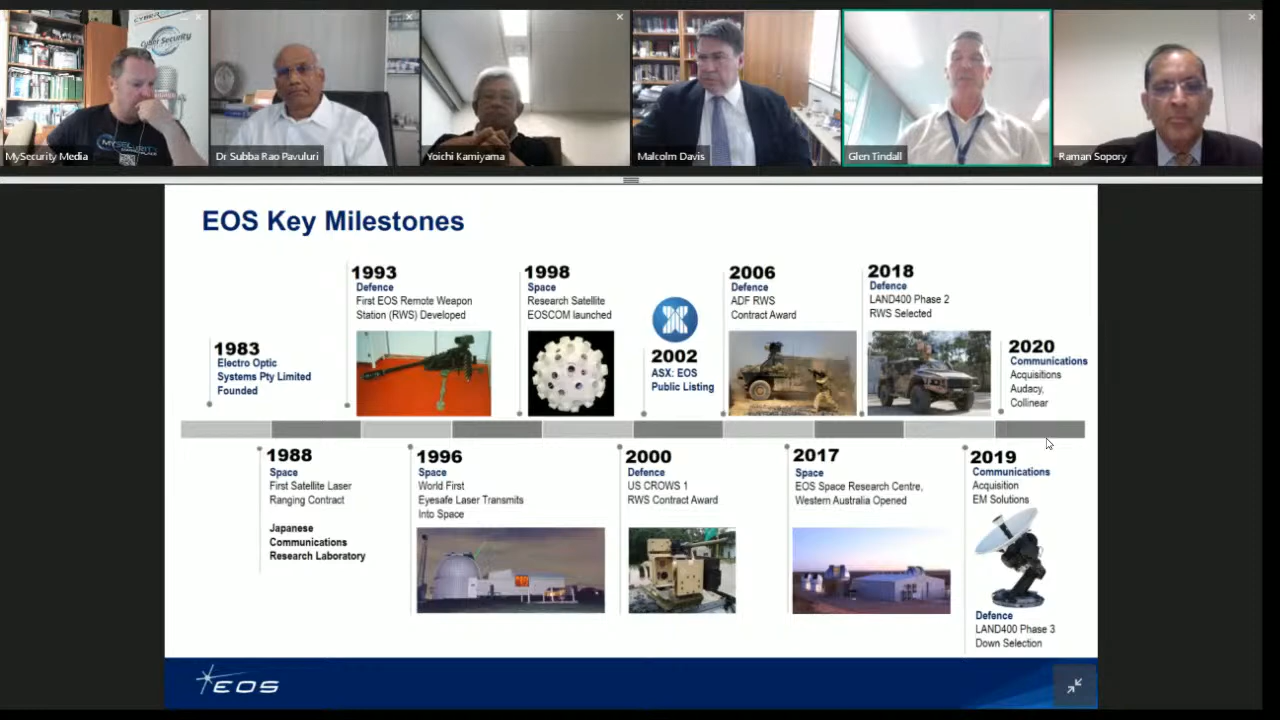 Cyber Security
MYSECURITY
MySecurity Media
Dr Subba Rao Pavuluri
Yoichi Kamiyama
Malcolm Davis
Glen Tindall
Raman Sopory
EOS Key Milestones
1983
Electro Optic
Systems Pty Limited
Founded
1993
Defence
First EOS Remote Weapon
Station (RWS) Developed
1998
Space
Research Satellite
EOSCOM launched
2002
ASX: EOS
Public Listing
2006
Defence
ADF RWS
Contract Award
2018
Defence
LAND400 Phase 2
RWS Selected
2020
Communications
Acquisitions
Audacy,
Collinear
1988
Space
First Satellite Laser
Ranging Contract
Japanese
Communications
Research Laboratory
1996
Space
World First
Eyesafe Laser Transmits
Into Space
2000
Defence
US CROWS 1
RWS Contract Award
2017
Space
EOS Space Research Centre,
Western Australia Opened
2019
Communications
Acquisition
EM Solutions
Defence
LAND400 Phase 3
Down Selection
EOS